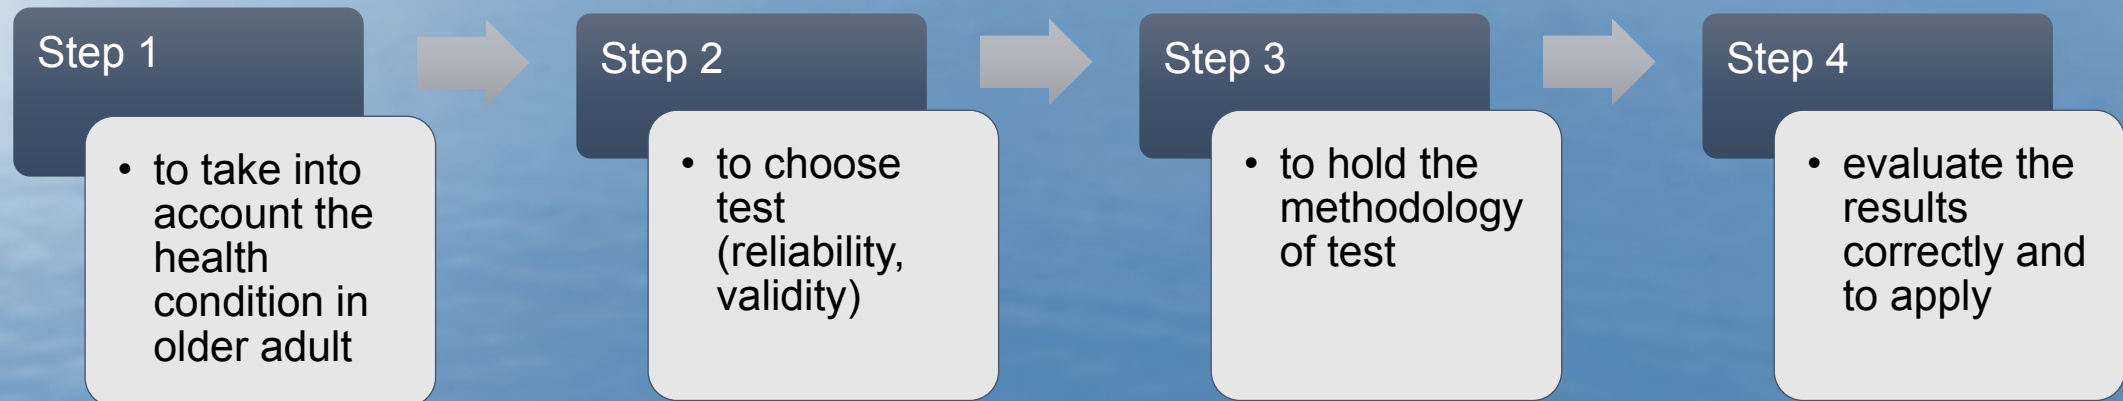 Step 1
• to take into
account the
health
condition in
older adult
Step 2
• to choose
test
(reliability,
validity)
Step 3
• to hold the
methodology
of test
Step 4
• evaluate the
results
correctly and
to apply